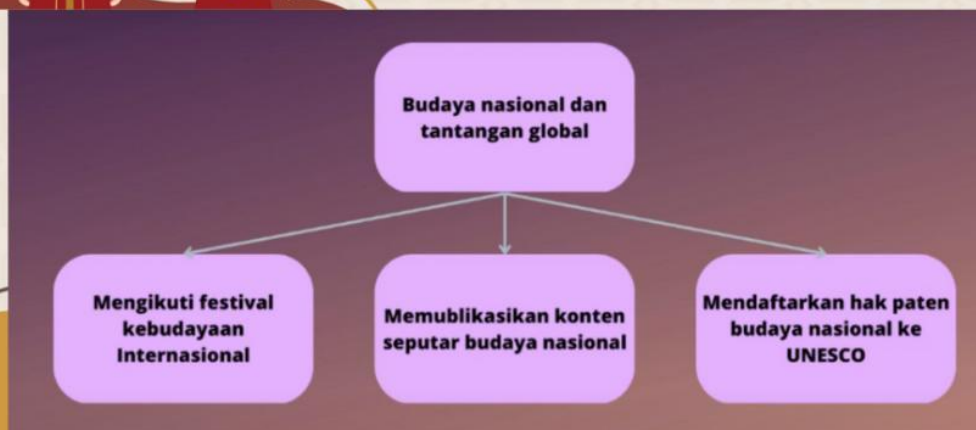 Budaya nasional dan
tantangan global
Mengikuti festival
kebudayaan
Internasional
Memublikasikan konten
seputar budaya nasional
Mendaftarkan hak paten
budaya nasional ke
UNESCO